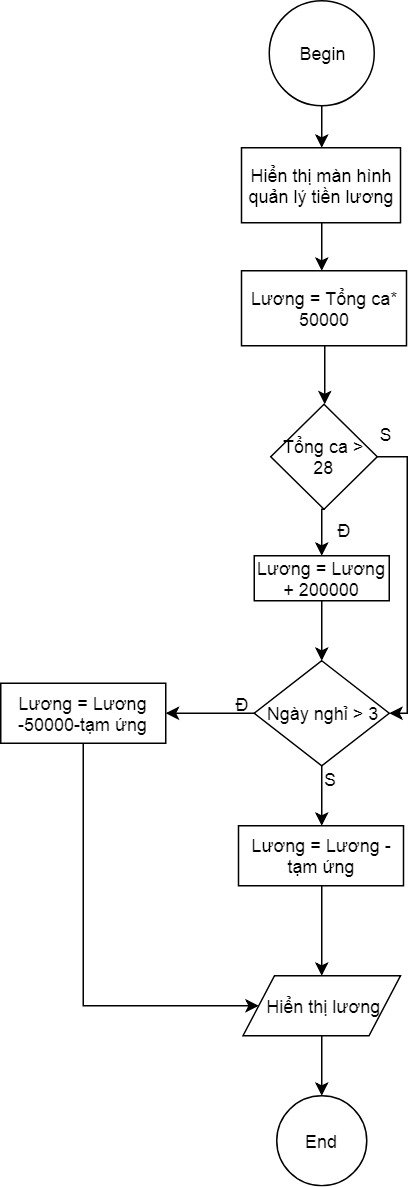 Begin
Hiển thị màn hình
quản lý tiền lương
Lương = Tổng ca*
50000
Tổng ca >
28
S
Đ
Lương = Lương
+ 200000
Ngày nghỉ > 3
Đ
Lương = Lương
-50000-tạm ứng
S
Lương = Lương -
tạm ứng
Hiển thị lương
End